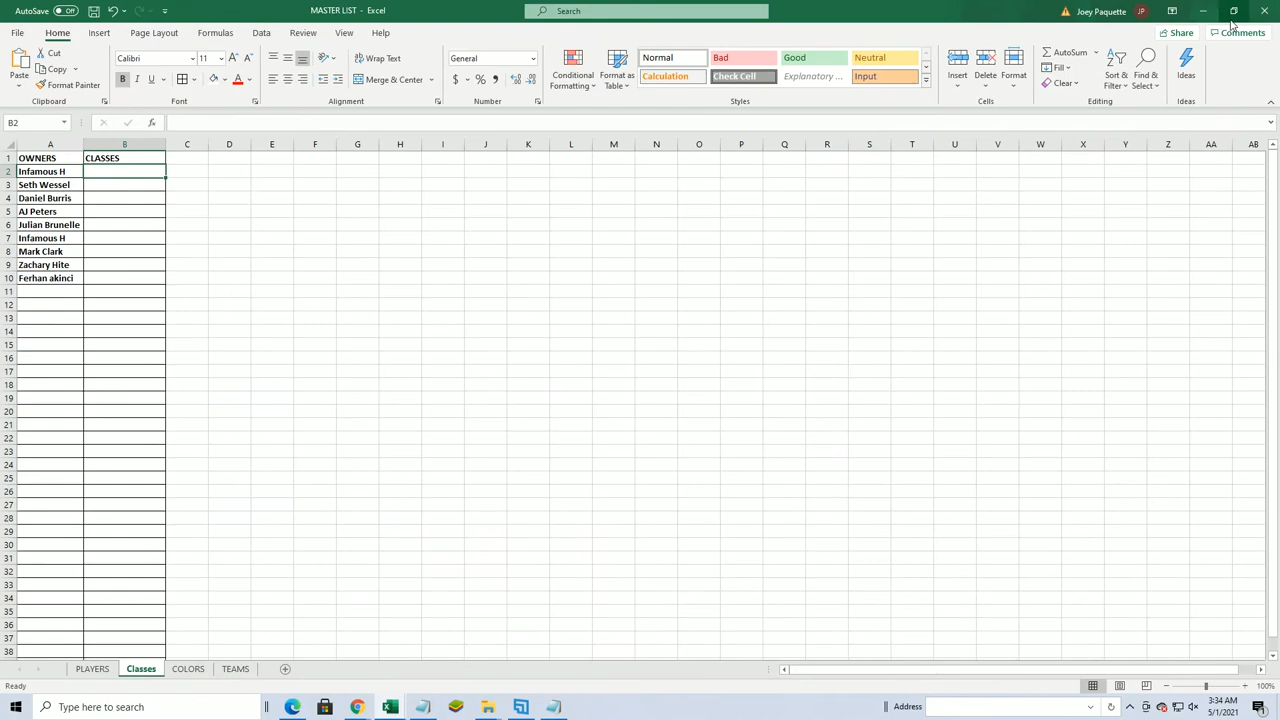 AutoSave Off MASTER LIST - Excel Search Joey Paquette JP
File Home Insert Page Layout Formulas Data Review View Help Share Comments
Paste Cut Copy Format Painter Clipboard
Calibri 11 A A B I U A Font
Wrap Text Merge & Center Alignment
General $ % 9 Number
Conditional Formatting Format as Table
Normal Bad Good Neutral
Calculation Check Cell Explanatory ... Input
Styles
Insert Delete Format Cells
AutoSum Fill Clear Sort & Filter Find & Select Editing
Ideas Ideas
B2 fx
A B C D E F G H I J K L M N O P Q R S T U V W X Y Z AA AB
1 OWNERS CLASSES
2 Infamous H
3 Seth Wessel
4 Daniel Burris
5 AJ Peters
6 Julian Brunelle
7 Infamous H
8 Mark Clark
9 Zachary Hite
10 Ferhan akinci
11
12
13
14
15
16
17
18
19
20
21
22
23
24
25
26
27
28
29
30
31
32
33
34
35
36
37
38
PLAYERS Classes COLORS TEAMS
Ready 100%
Type here to search Address 3:34 AM
5/1/2021 1